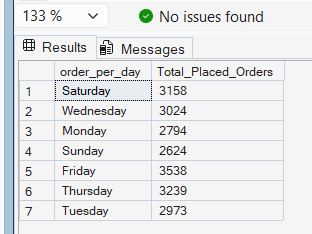 133 %
No issues found
Results Messages
order_per_day Total_Placed_Orders
1 Saturday 3158
2 Wednesday 3024
3 Monday 2794
4 Sunday 2624
5 Friday 3538
6 Thursday 3239
7 Tuesday 2973